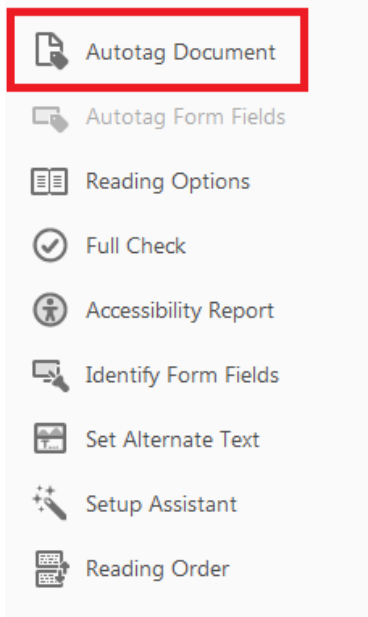 Autotag Document
Autotag Form Fields
Reading Options
Full Check
Accessibility Report
Identify Form Fields
Set Alternate Text
Setup Assistant
Reading Order